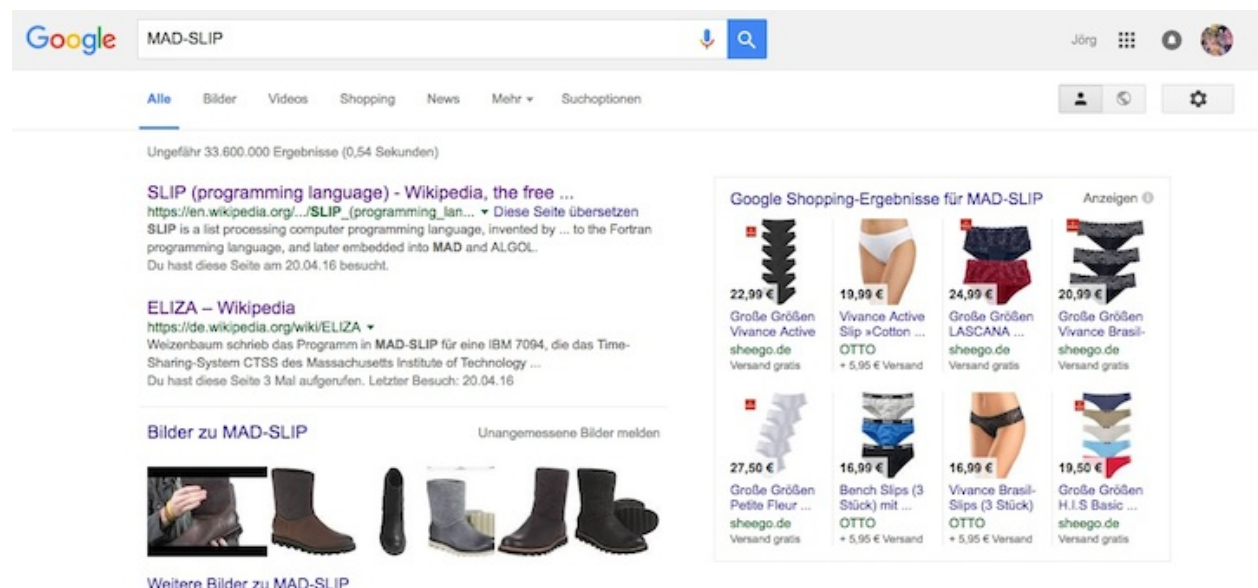 Google
MAD-SLIP
Jörg
Alle Bilder Videos Shopping News Mehr Suchoptionen
Ungefähr 33.600.000 Ergebnisse (0,54 Sekunden)
SLIP (programming language) - Wikipedia, the free ...
https://en.wikipedia.org/.../SLIP_(programming_lan... Diese Seite übersetzen
SLIP is a list processing computer programming language, invented by ... to the Fortran
programming language, and later embedded into MAD and ALGOL.
Du hast diese Seite am 20.04.16 besucht.
ELIZA – Wikipedia
https://de.wikipedia.org/wiki/ELIZA
Weizenbaum schrieb das Programm in MAD-SLIP für eine IBM 7094, die das Time-
Sharing-System CTSS des Massachusetts Institute of Technology ...
Du hast diese Seite 3 Mal aufgerufen. Letzter Besuch: 20.04.16
Bilder zu MAD-SLIP
Unangemessene Bilder melden
Weitere Bilder zu MAD-SLIP
Google Shopping-Ergebnisse für MAD-SLIP
Anzeigen
22,99 €
Große Größen
Vivance Active
sheego.de
Versand gratis
19,99 €
Vivance Active
Slip »Cotton ...
OTTO
+ 5,95 € Versand
24,99 €
Große Größen
LASCANA ...
sheego.de
Versand gratis
20,99 €
Große Größen
Vivance Brasil-
sheego.de
Versand gratis
27,50 €
Große Größen
Petite Fleur ...
sheego.de
Versand gratis
16,99 €
Bench Slips (3
Stück) mit ...
OTTO
+ 5,95 € Versand
16,99 €
Vivance Brasil-
Slips (3 Stück)
OTTO
+ 5,95 € Versand
19,50 €
Große Größen
H.I.S Basic ...
sheego.de
Versand gratis